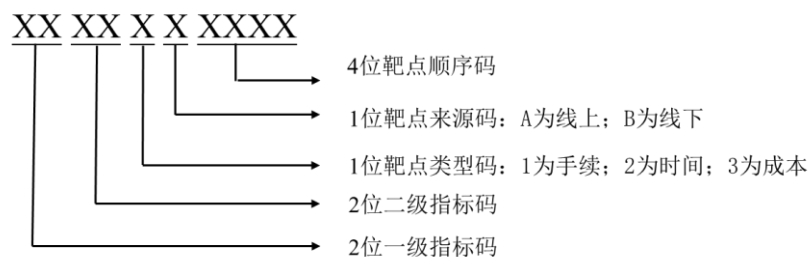 XX XX X X XXXX
4位靶点顺序码
1位靶点来源码：A为线上；B为线下
1位靶点类型码：1为手续；2为时间；3为成本
2位二级指标码
2位一级指标码